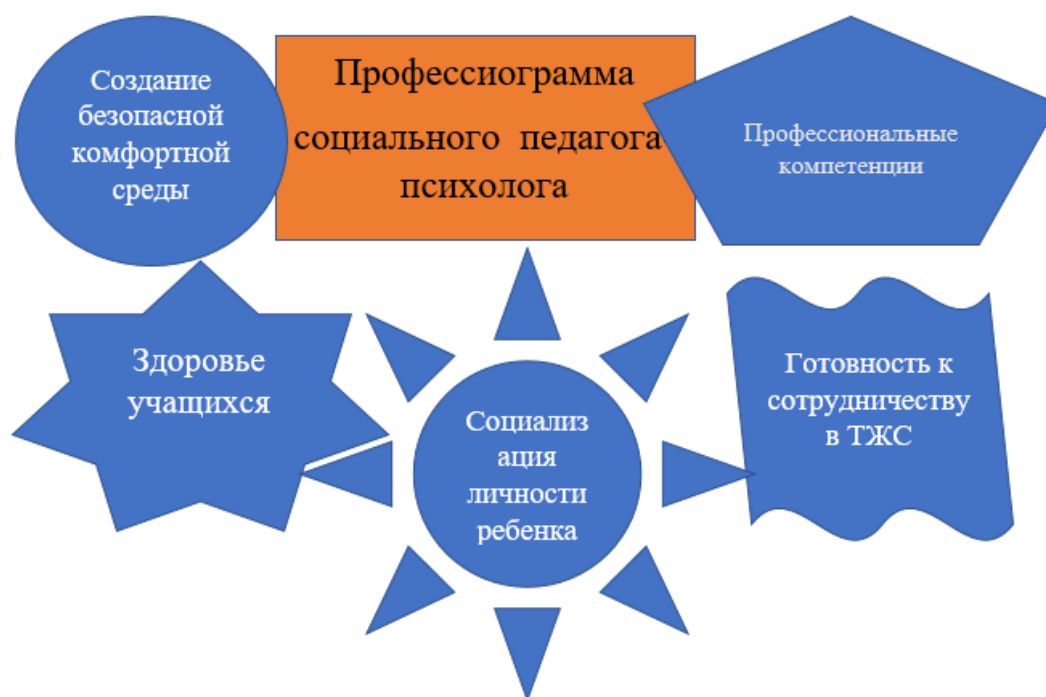 Создание
безопасной
комфортной
среды
Профессиограмма
социального педагога
психолога
Профессиональные
компетенции
Здоровье
учащихся
Социализ
ация
личности
ребенка
Готовность к
сотрудничеству
в ТЖС